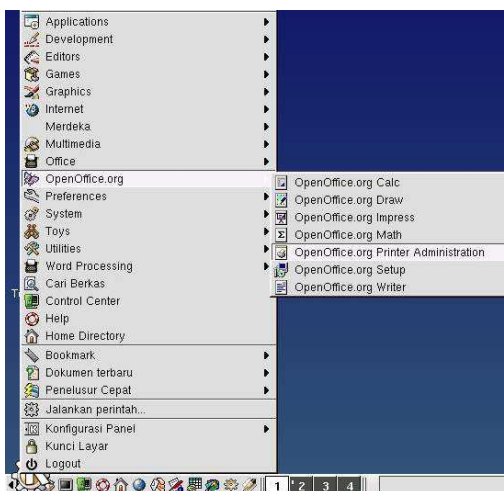 Applications
Development
Editors
Games
Graphics
Internet
Merdeka
Multimedia
Office
OpenOffice.org
Preferences
System
Toys
Utilities
Word Processing
Cari Berkas
Control Center
Help
Home Directory
Bookmark
Dokumen terbaru
Penelusur Cepat
Jalankan perintah...
Konfigurasi Panel
Kunci Layar
Logout
OpenOffice.org Calc
OpenOffice.org Draw
OpenOffice.org Impress
OpenOffice.org Math
OpenOffice.org Printer Administration
OpenOffice.org Setup
OpenOffice.org Writer
1 2 3 4